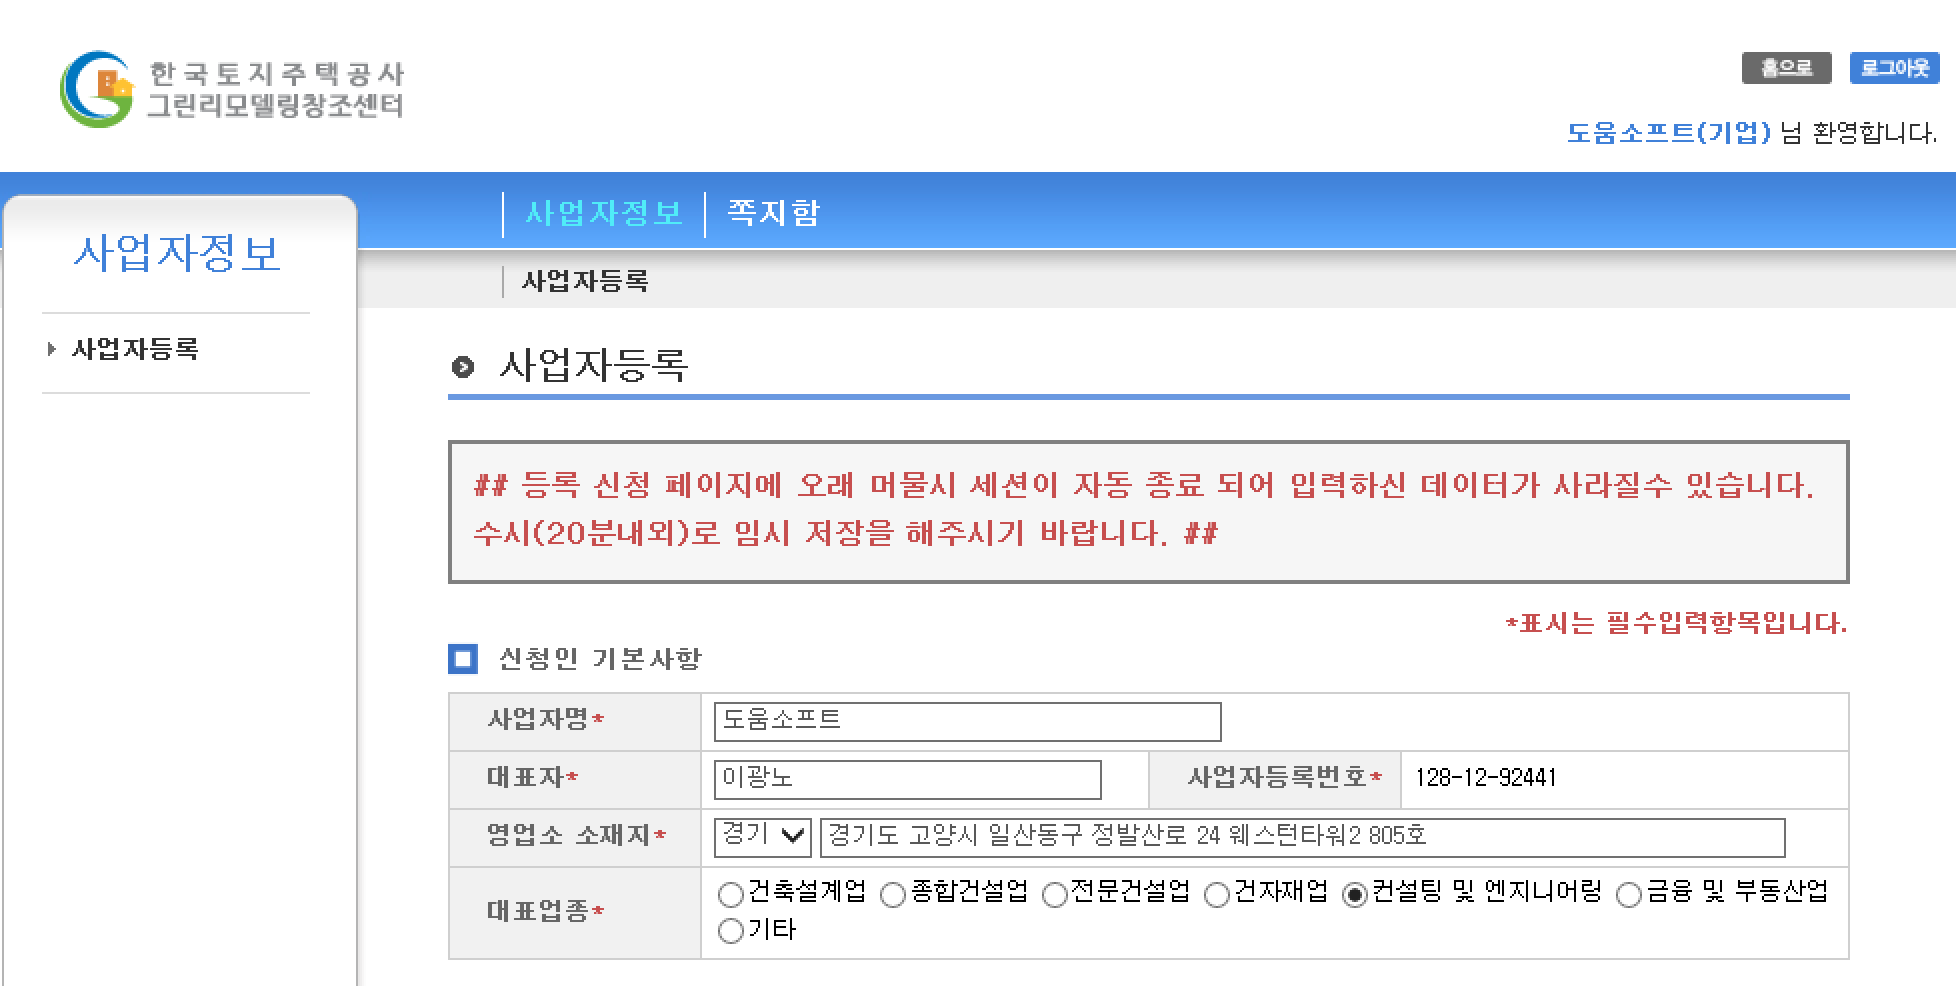 한국토지주택공사
그린리모델링창조센터
홈으로 로그아웃
도움소프트(기업) 님 환영합니다.
사업자정보 쪽지함
사업자정보
사업자등록
사업자등록
사업자등록
## 등록 신청 페이지에 오래 머물시 세션이 자동 종료 되어 입력하신 데이터가 사라질수 있습니다.
수시(20분내외)로 임시 저장을 해주시기 바랍니다. ##
*표시는 필수입력항목입니다.
신청인 기본사항
사업자명* 도움소프트
대표자* 이광노 사업자등록번호* 128-12-92441
영업소 소재지* 경기 경기도 고양시 일산동구 정발산로 24 웨스턴타워2 805호
대표업종* 건축설계업 종합건설업 전문건설업 건자재업 컨설팅 및 엔지니어링 금융 및 부동산업
기타